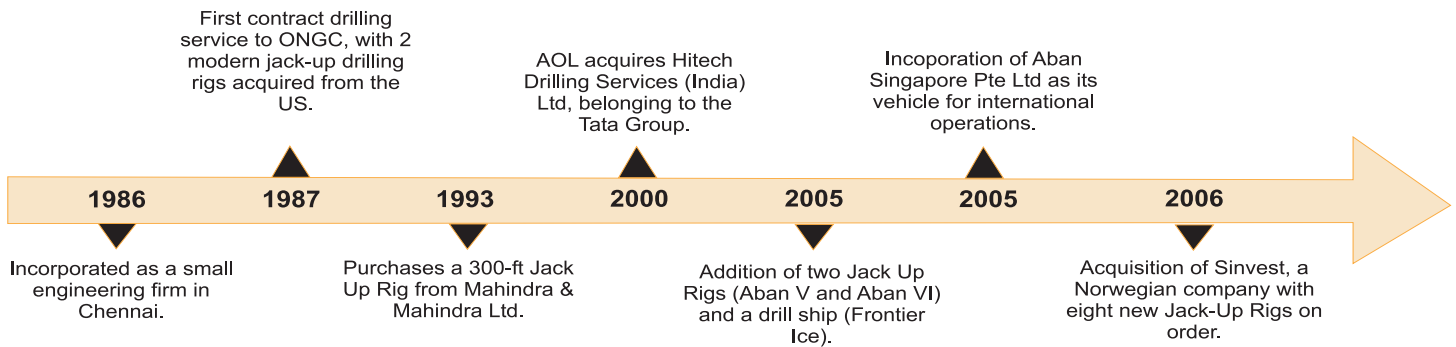 First contract drilling
service to ONGC, with 2
modern jack-up drilling
rigs acquired from the
US.
AOL acquires Hitech
Drilling Services (India)
Ltd, belonging to the
Tata Group.
Incoporation of Aban
Singapore Pte Ltd as its
vehicle for international
operations.
1986 1987 1993 2000 2005 2005 2006
Incorporated as a small
engineering firm in
Chennai.
Purchases a 300-ft Jack
Up Rig from Mahindra &
Mahindra Ltd.
Addition of two Jack Up
Rigs (Aban V and Aban VI)
and a drill ship (Frontier
Ice).
Acquisition of Sinvest, a
Norwegian company with
eight new Jack-Up Rigs on
order.